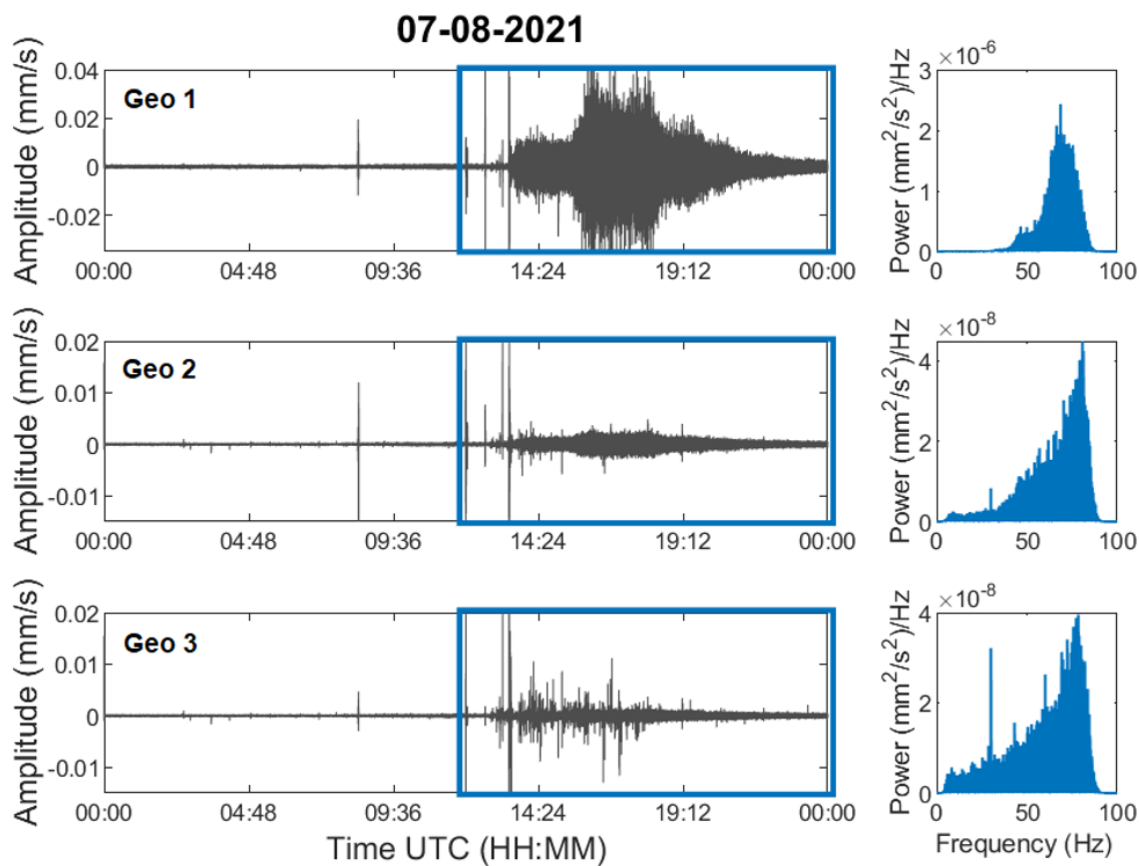 07-08-2021
Amplitude (mm/s)
0.04
0.02
0
-0.02
Geo 1
00:00 04:48 09:36 14:24 19:12 00:00
Power (mm²/s²)/Hz
×10⁻⁶
3
2
1
0
0 50 100
Amplitude (mm/s)
0.02
0.01
0
-0.01
Geo 2
00:00 04:48 09:36 14:24 19:12 00:00
Power (mm²/s²)/Hz
×10⁻⁸
4
2
0
0 50 100
Amplitude (mm/s)
0.02
0.01
0
-0.01
Geo 3
00:00 04:48 09:36 14:24 19:12 00:00
Time UTC (HH:MM)
Power (mm²/s²)/Hz
×10⁻⁸
4
2
0
0 50 100
Frequency (Hz)